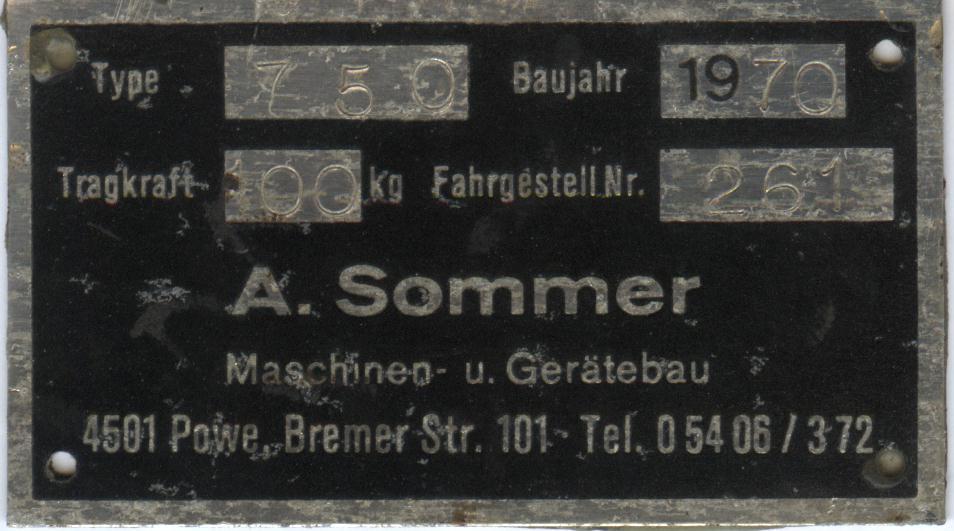 Type 750 Baujahr 1970
Tragkraft 100 kg Fahrgestell Nr. 261
A. Sommer
Maschinen- u. Gerätebau
4501 Powe, Bremer Str. 101 - Tel. 0 54 06 / 3 72